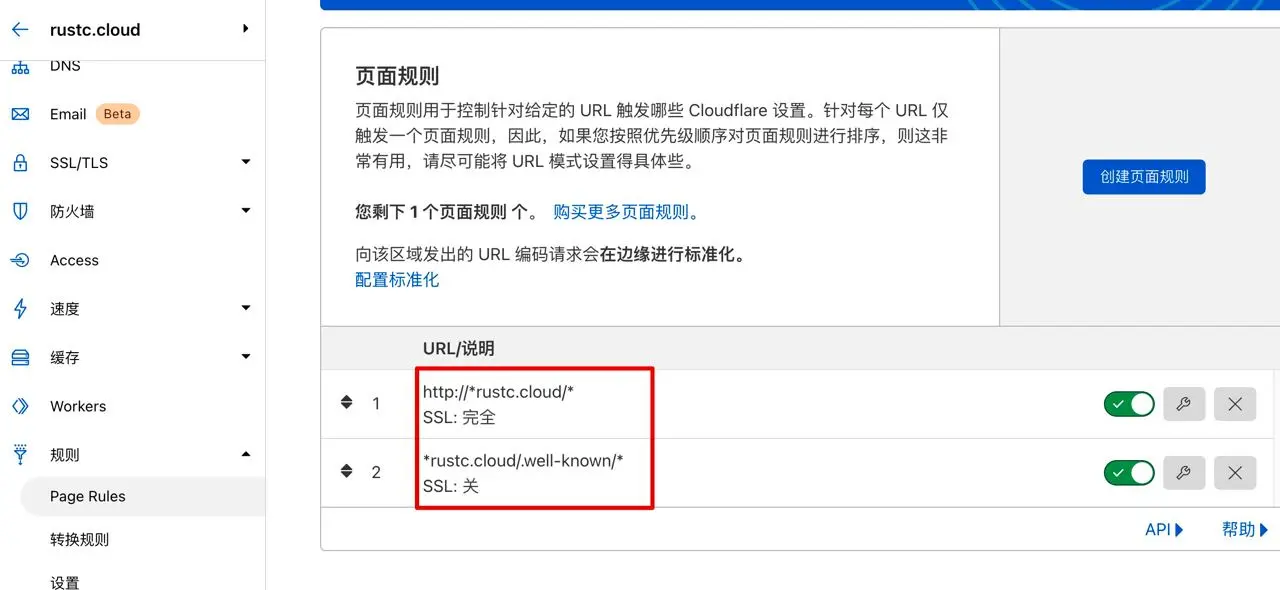 rustc.cloud
DNS
Email Beta
SSL/TLS
防火墙
Access
速度
缓存
Workers
规则
Page Rules
转换规则
设置
页面规则
页面规则用于控制针对给定的 URL 触发哪些 Cloudflare 设置。针对每个 URL 仅
触发一个页面规则，因此，如果您按照优先级顺序对页面规则进行排序，则这非
常有用，请尽可能将 URL 模式设置得具体些。
您剩下 1 个页面规则 个。 购买更多页面规则。
向该区域发出的 URL 编码请求会在边缘进行标准化。
配置标准化
创建页面规则
URL/说明
1
http://*rustc.cloud/*
SSL: 完全
2
*rustc.cloud/.well-known/*
SSL: 关
API
帮助